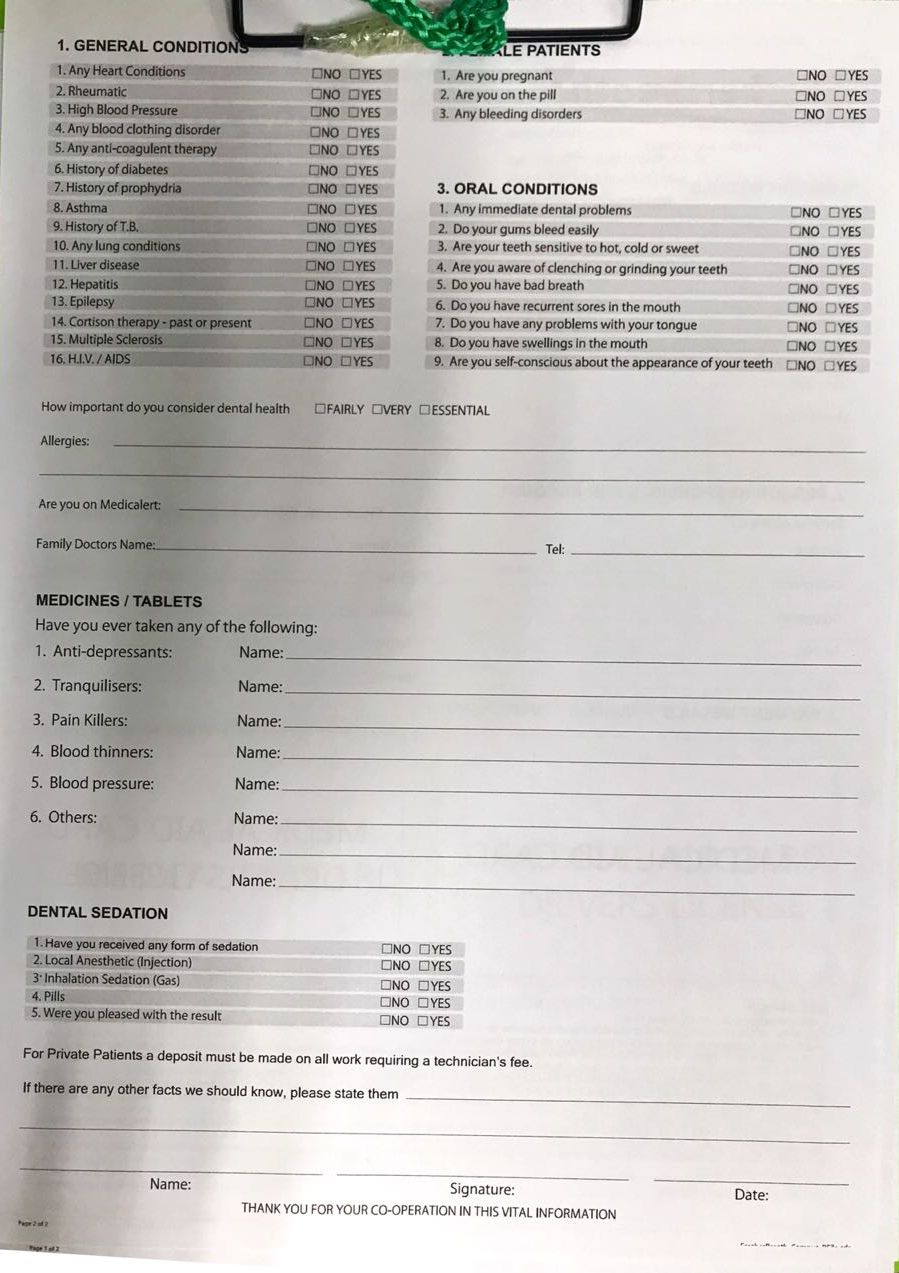 1. GENERAL CONDITIONS
1. Any Heart Conditions □NO □YES
2. Rheumatic □NO □YES
3. High Blood Pressure □NO □YES
4. Any blood clothing disorder □NO □YES
5. Any anti-coagulent therapy □NO □YES
6. History of diabetes □NO □YES
7. History of prophydria □NO □YES
8. Asthma □NO □YES
9. History of T.B. □NO □YES
10. Any lung conditions □NO □YES
11. Liver disease □NO □YES
12. Hepatitis □NO □YES
13. Epilepsy □NO □YES
14. Cortison therapy - past or present □NO □YES
15. Multiple Sclerosis □NO □YES
16. H.I.V. / AIDS □NO □YES
PATIENTS
1. Are you pregnant □NO □YES
2. Are you on the pill □NO □YES
3. Any bleeding disorders □NO □YES
3. ORAL CONDITIONS
1. Any immediate dental problems □NO □YES
2. Do your gums bleed easily □NO □YES
3. Are your teeth sensitive to hot, cold or sweet □NO □YES
4. Are you aware of clenching or grinding your teeth □NO □YES
5. Do you have bad breath □NO □YES
6. Do you have recurrent sores in the mouth □NO □YES
7. Do you have any problems with your tongue □NO □YES
8. Do you have swellings in the mouth □NO □YES
9. Are you self-conscious about the appearance of your teeth □NO □YES
How important do you consider dental health □FAIRLY □VERY □ESSENTIAL
Allergies:
Are you on Medicalert:
Family Doctors Name: Tel:
MEDICINES / TABLETS
Have you ever taken any of the following:
1. Anti-depressants: Name:
2. Tranquilisers: Name:
3. Pain Killers: Name:
4. Blood thinners: Name:
5. Blood pressure: Name:
6. Others: Name:
Name:
Name:
DENTAL SEDATION
1. Have you received any form of sedation □NO □YES
2. Local Anesthetic (Injection) □NO □YES
3· Inhalation Sedation (Gas) □NO □YES
4. Pills □NO □YES
5. Were you pleased with the result □NO □YES
For Private Patients a deposit must be made on all work requiring a technician's fee.
If there are any other facts we should know, please state them
Name: Signature: Date:
THANK YOU FOR YOUR CO-OPERATION IN THIS VITAL INFORMATION
Page 2 of 2
Page 1 of 2